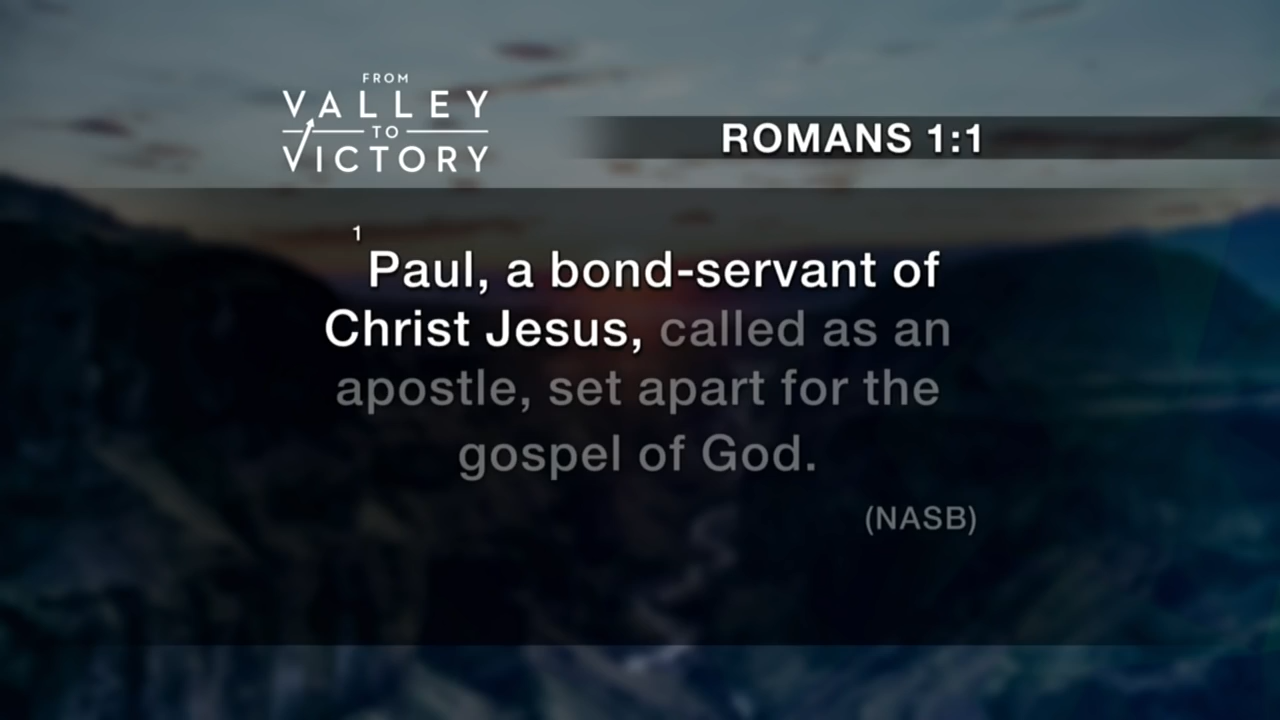 FROM
VALLEY
TO
VICTORY
ROMANS 1:1
1
Paul, a bond-servant of
Christ Jesus, called as an
apostle, set apart for the
gospel of God.
(NASB)